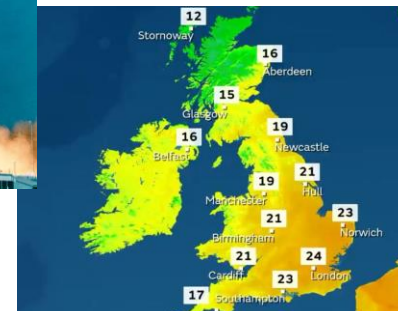 12
Stornoway
16
Aberdeen
15
Glasgow
19
Newcastle
16
Belfast
21
Hull
19
Manchester
23
Norwich
21
Birmingham
21
Cardiff
24
London
23
Southampton
17